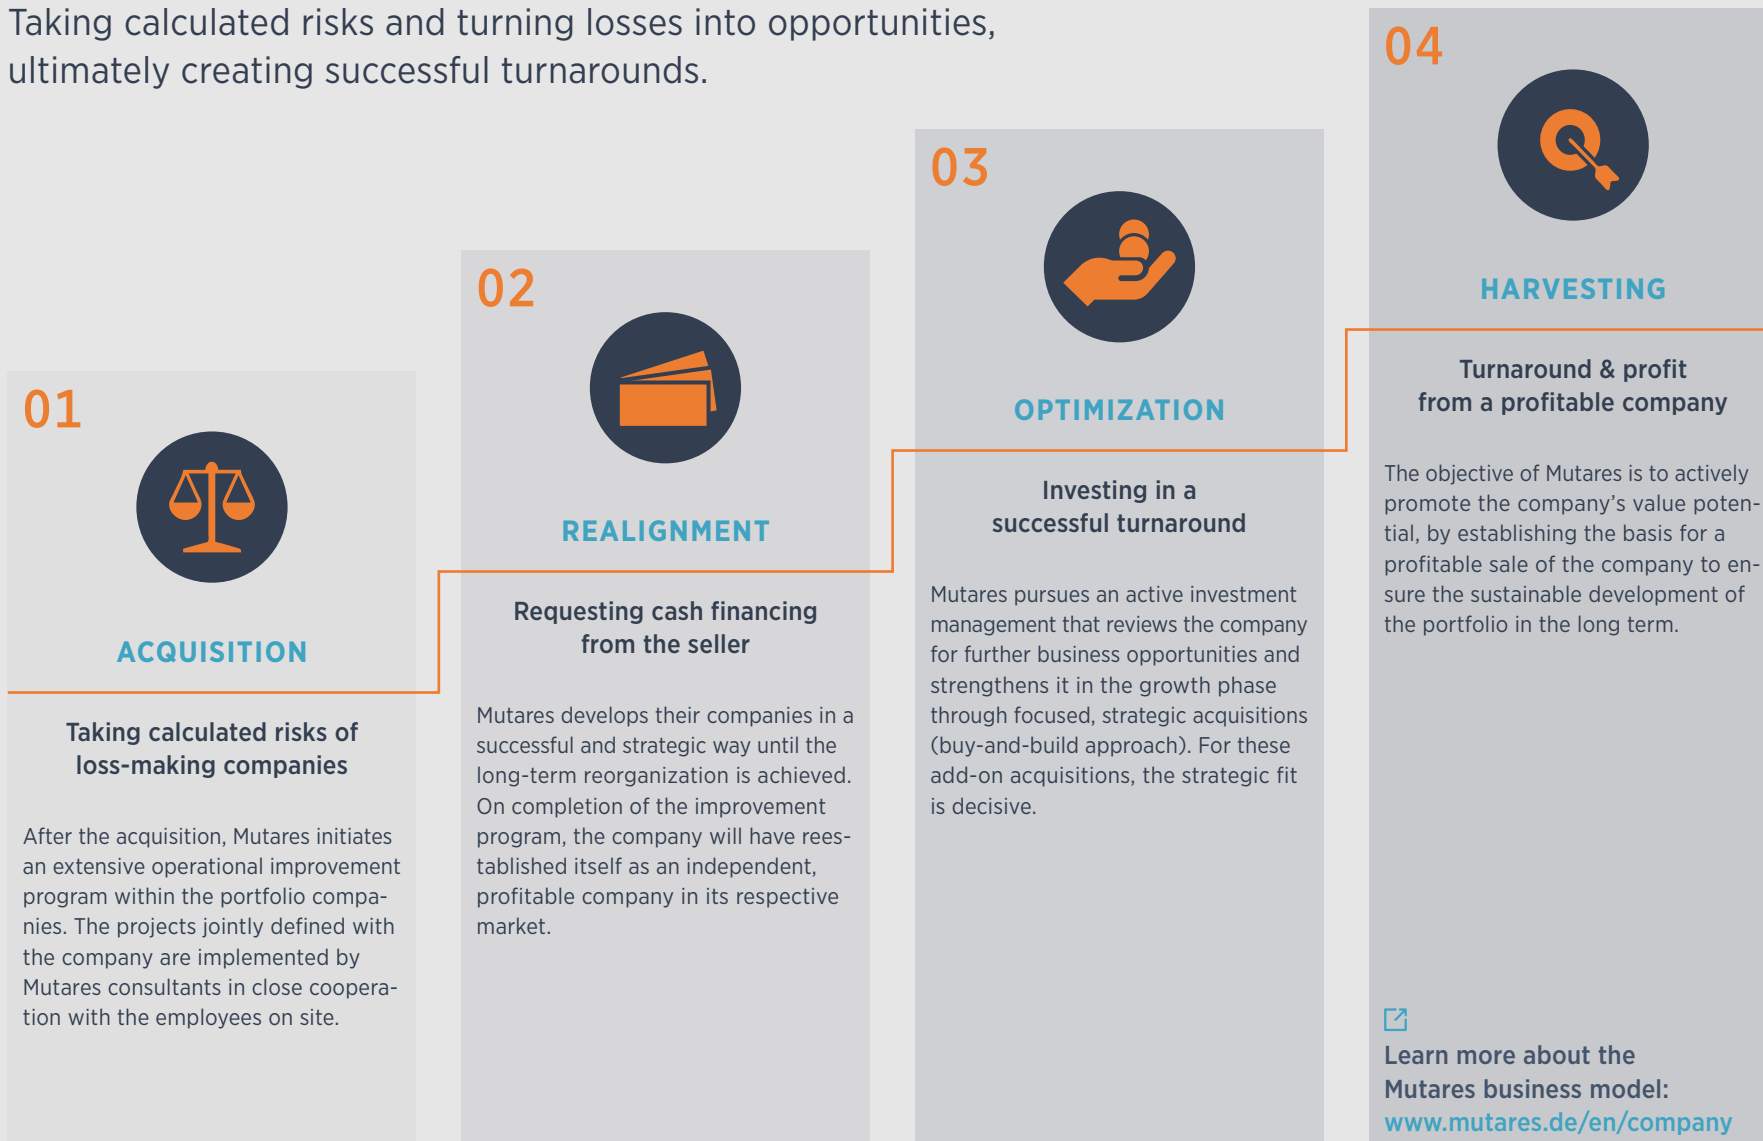 Taking calculated risks and turning losses into opportunities,
ultimately creating successful turnarounds.
01
ACQUISITION
Taking calculated risks of
loss-making companies
After the acquisition, Mutares initiates
an extensive operational improvement
program within the portfolio compa-
nies. The projects jointly defined with
the company are implemented by
Mutares consultants in close coopera-
tion with the employees on site.
02
REALIGNMENT
Requesting cash financing
from the seller
Mutares develops their companies in a
successful and strategic way until the
long-term reorganization is achieved.
On completion of the improvement
program, the company will have rees-
tablished itself as an independent,
profitable company in its respective
market.
03
OPTIMIZATION
Investing in a
successful turnaround
Mutares pursues an active investment
management that reviews the company
for further business opportunities and
strengthens it in the growth phase
through focused, strategic acquisitions
(buy-and-build approach). For these
add-on acquisitions, the strategic fit
is decisive.
04
HARVESTING
Turnaround & profit
from a profitable company
The objective of Mutares is to actively
promote the company’s value poten-
tial, by establishing the basis for a
profitable sale of the company to en-
sure the sustainable development of
the portfolio in the long term.
Learn more about the
Mutares business model:
www.mutares.de/en/company